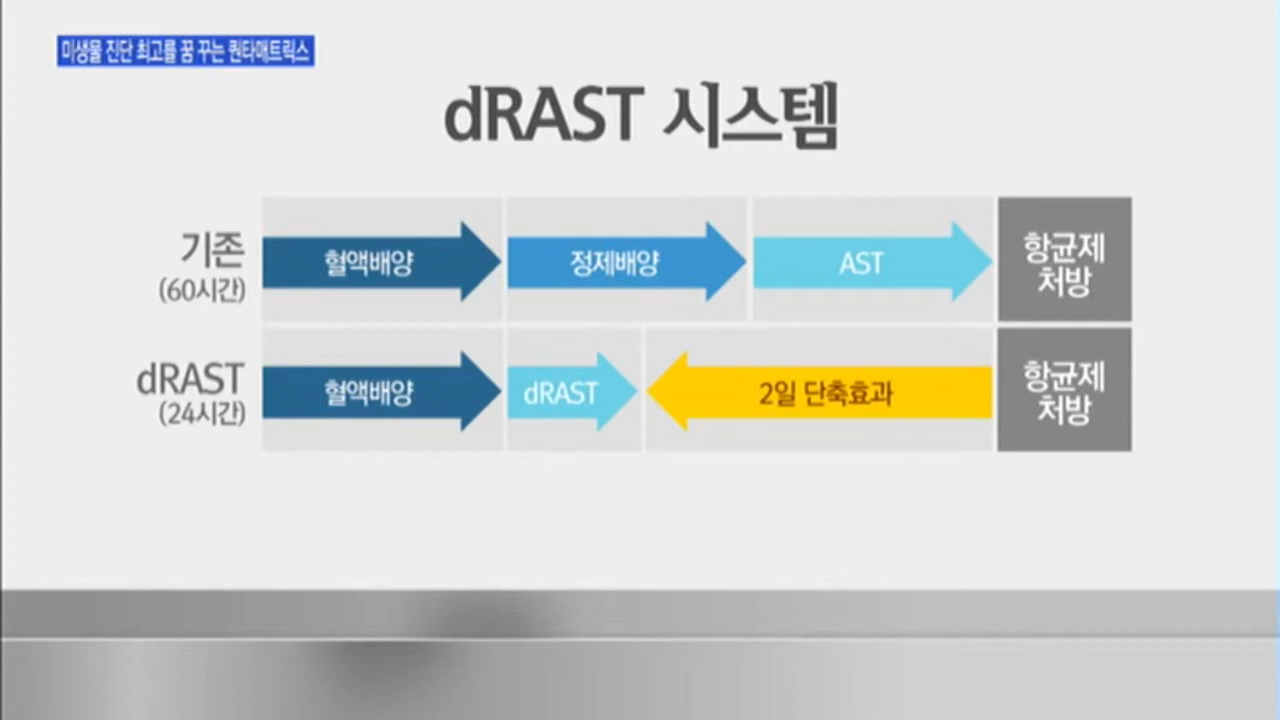 미생물 진단 최고를 꿈 꾸는 퀀타매트릭스
dRAST 시스템
기존
(60시간)
혈액배양
정제배양
AST
항균제
처방
dRAST
(24시간)
혈액배양
dRAST
2일 단축효과
항균제
처방